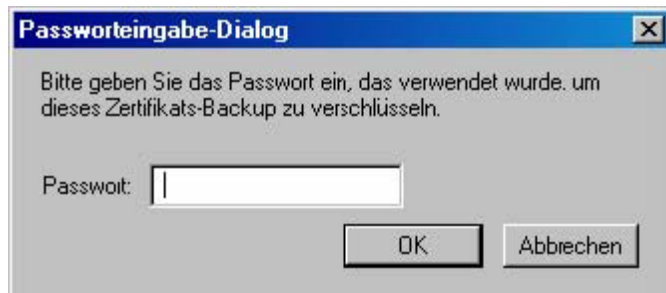 Passworteingabe-Dialog
Bitte geben Sie das Passwort ein, das verwendet wurde. um
dieses Zertifikats-Backup zu verschlüsseln.
Passwort:
OK
Abbrechen